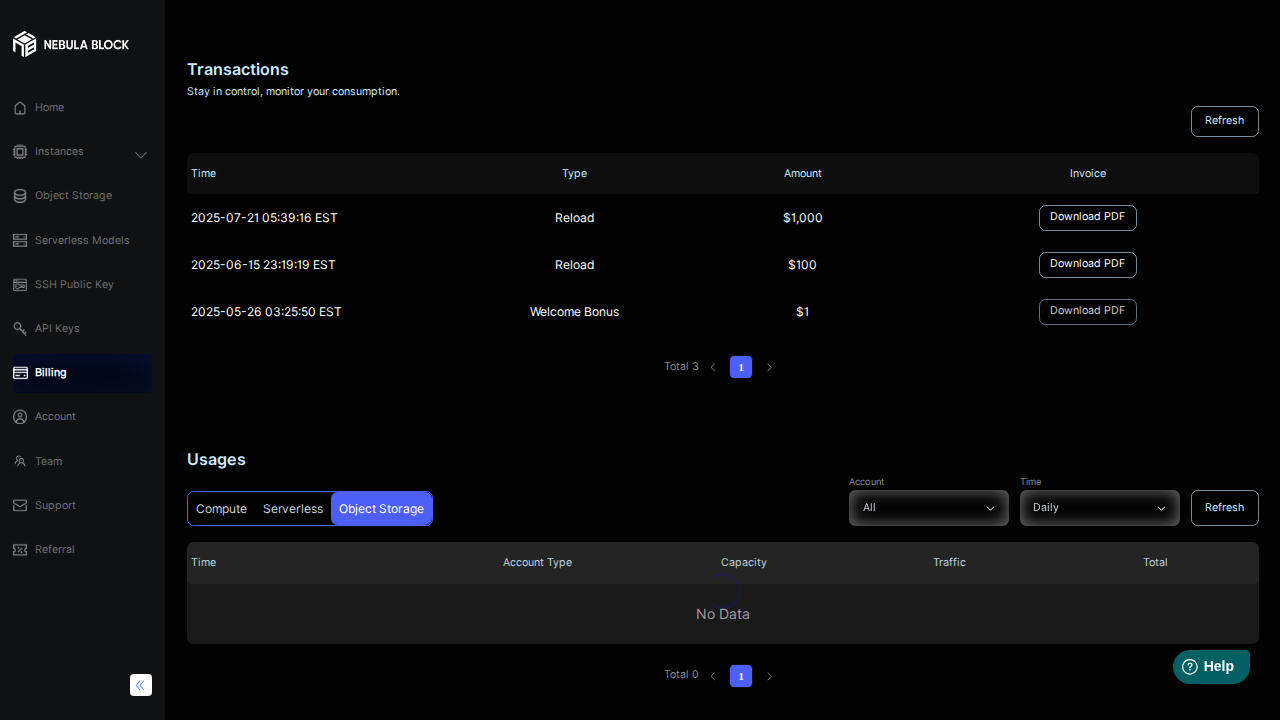 NEBULA BLOCK
Home
Instances
Object Storage
Serverless Models
SSH Public Key
API Keys
Billing
Account
Team
Support
Referral
Transactions
Stay in control, monitor your consumption.
Refresh
Time Type Amount Invoice
2025-07-21 05:39:16 EST Reload $1,000 Download PDF
2025-06-15 23:19:19 EST Reload $100 Download PDF
2025-05-26 03:25:50 EST Welcome Bonus $1 Download PDF
Total 3 1
Usages
Account Time
Compute Serverless Object Storage All Daily Refresh
Time Account Type Capacity Traffic Total
No Data
Total 0 1
Help